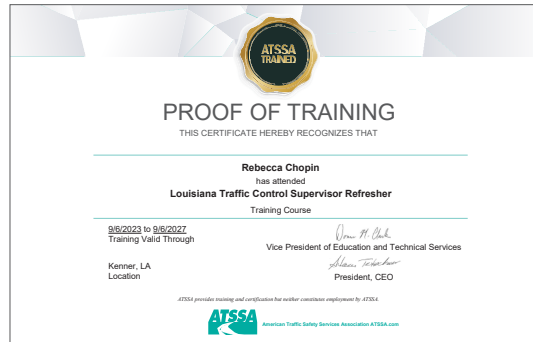 ATSSA
TRAINED
PROOF OF TRAINING
THIS CERTIFICATE HEREBY RECOGNIZES THAT
Rebecca Chopin
has attended
Louisiana Traffic Control Supervisor Refresher
Training Course
9/6/2023 to 9/6/2027
Training Valid Through
Vice President of Education and Technical Services
Kenner, LA
Location
President, CEO
ATSSA provides training and certification but neither constitutes employment by ATSSA.
ATSSA
American Traffic Safety Services Association ATSSA.com